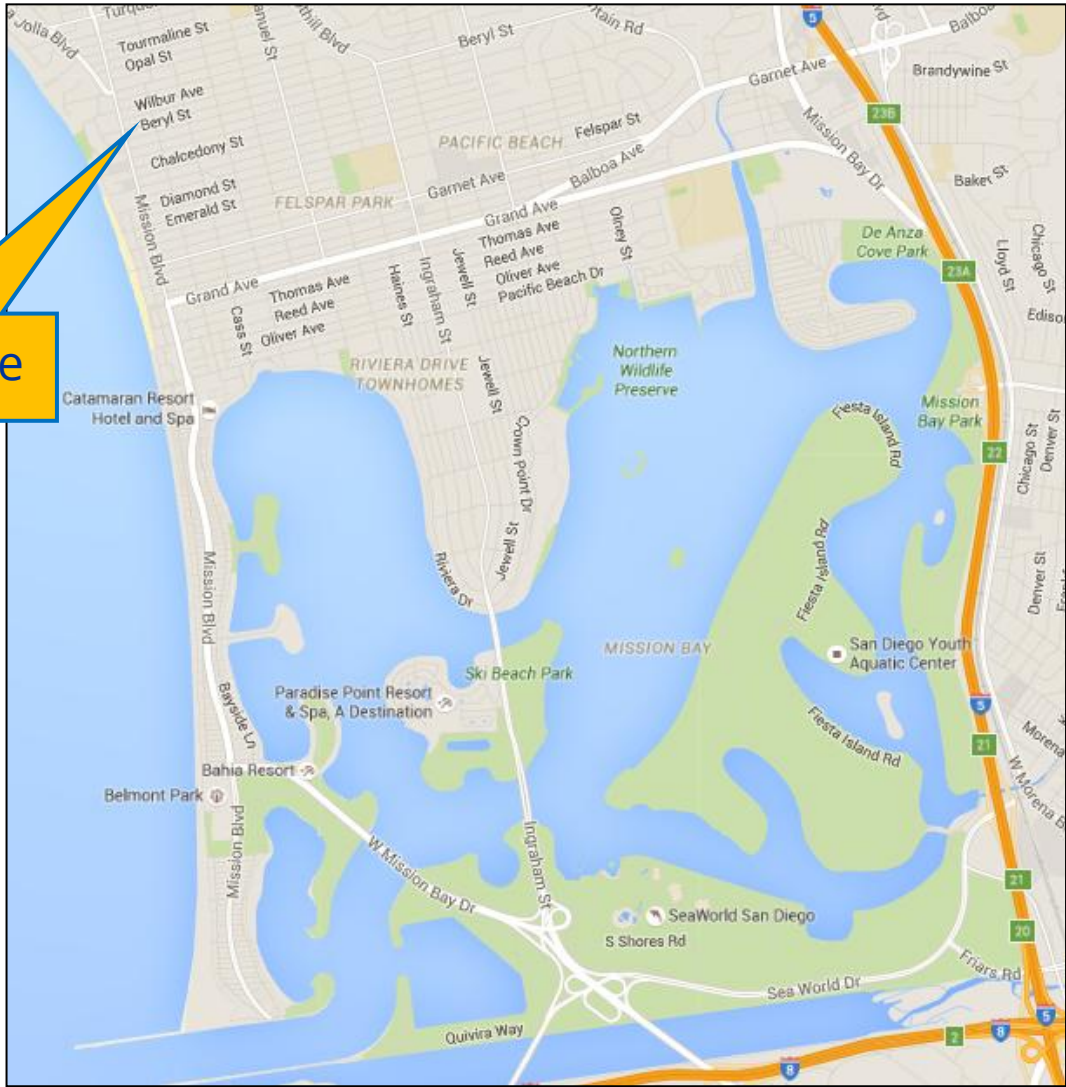 Turqu
a Jolla Blvd
Tourmaline St
Opal St
Wilbur Ave
Beryl St
Chalcedony St
Diamond St
Emerald St
Mission Blvd
Beryl St
Garnet Ave
Balboa
Brandywine St
5
23B
PACIFIC BEACH
Felspar St
Mission Bay Dr
Garnet Ave
Balboa Ave
FELSPAR PARK
Grand Ave
Baker St
Thomas Ave
Reed Ave
Oliver Ave
Pacific Beach Dr
Olney St
De Anza
Cove Park
23A
Lloyd St
Chicago St
Grand Ave
Thomas Ave
Reed Ave
Oliver Ave
Cass St
Haines St
Ingraham St
Jewell St
e
RIVIERA DRIVE
TOWNHOMES
Northern
Wildlife
Preserve
Catamaran Resort
Hotel and Spa
Jewell St
Crown Point Dr
Fiesta Island Rd
Mission
Bay Park
22
Chicago St
Denver St
Mission Blvd
Riviera Dr
Jewell St
Fiesta Island Rd
Denver St
MISSION BAY
San Diego Youth
Aquatic Center
Ski Beach Park
Paradise Point Resort
& Spa, A Destination
Bayside Ln
Fiesta Island Rd
5
21
Morena
W Morena B
Bahia Resort
Belmont Park
Mission Blvd
W Mission Bay Dr
Ingraham St
21
20
SeaWorld San Diego
S Shores Rd
Sea World Dr
Friars Rd
Quivira Way
2
8
5
8